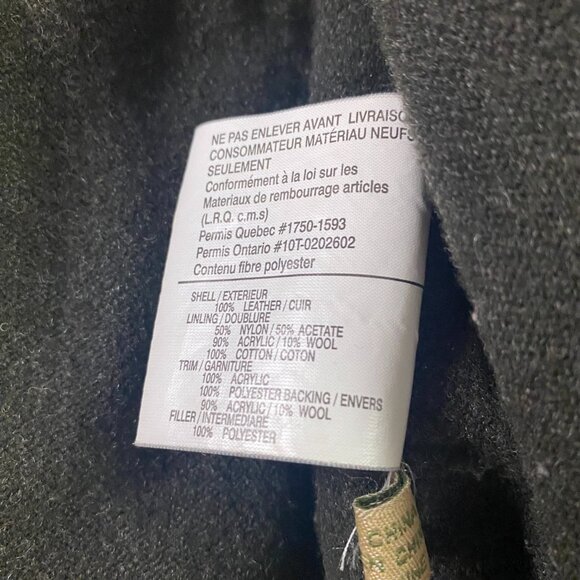 NE PAS ENLEVER AVANT LIVRAISO
CONSOMMATEUR MATÉRIAU NEUFS
SEULEMENT
Conformément à la loi sur les
Materiaux de rembourrage articles
(L.R.Q. c.m.s)
Permis Quebec #1750-1593
Permis Ontario #10T-0202602
Contenu fibre polyester
SHELL / EXTERIEUR
100% LEATHER / CUIR
LINLING / DOUBLURE
50% NYLON / 50% ACETATE
90% ACRYLIC / 10% WOOL
100% COTTON / COTON
TRIM / GARNITURE
100% ACRYLIC
100% POLYESTER BACKING / ENVERS
90% ACRYLIC / 10% WOOL
FILLER / INTERMEDIARE
100% POLYESTER